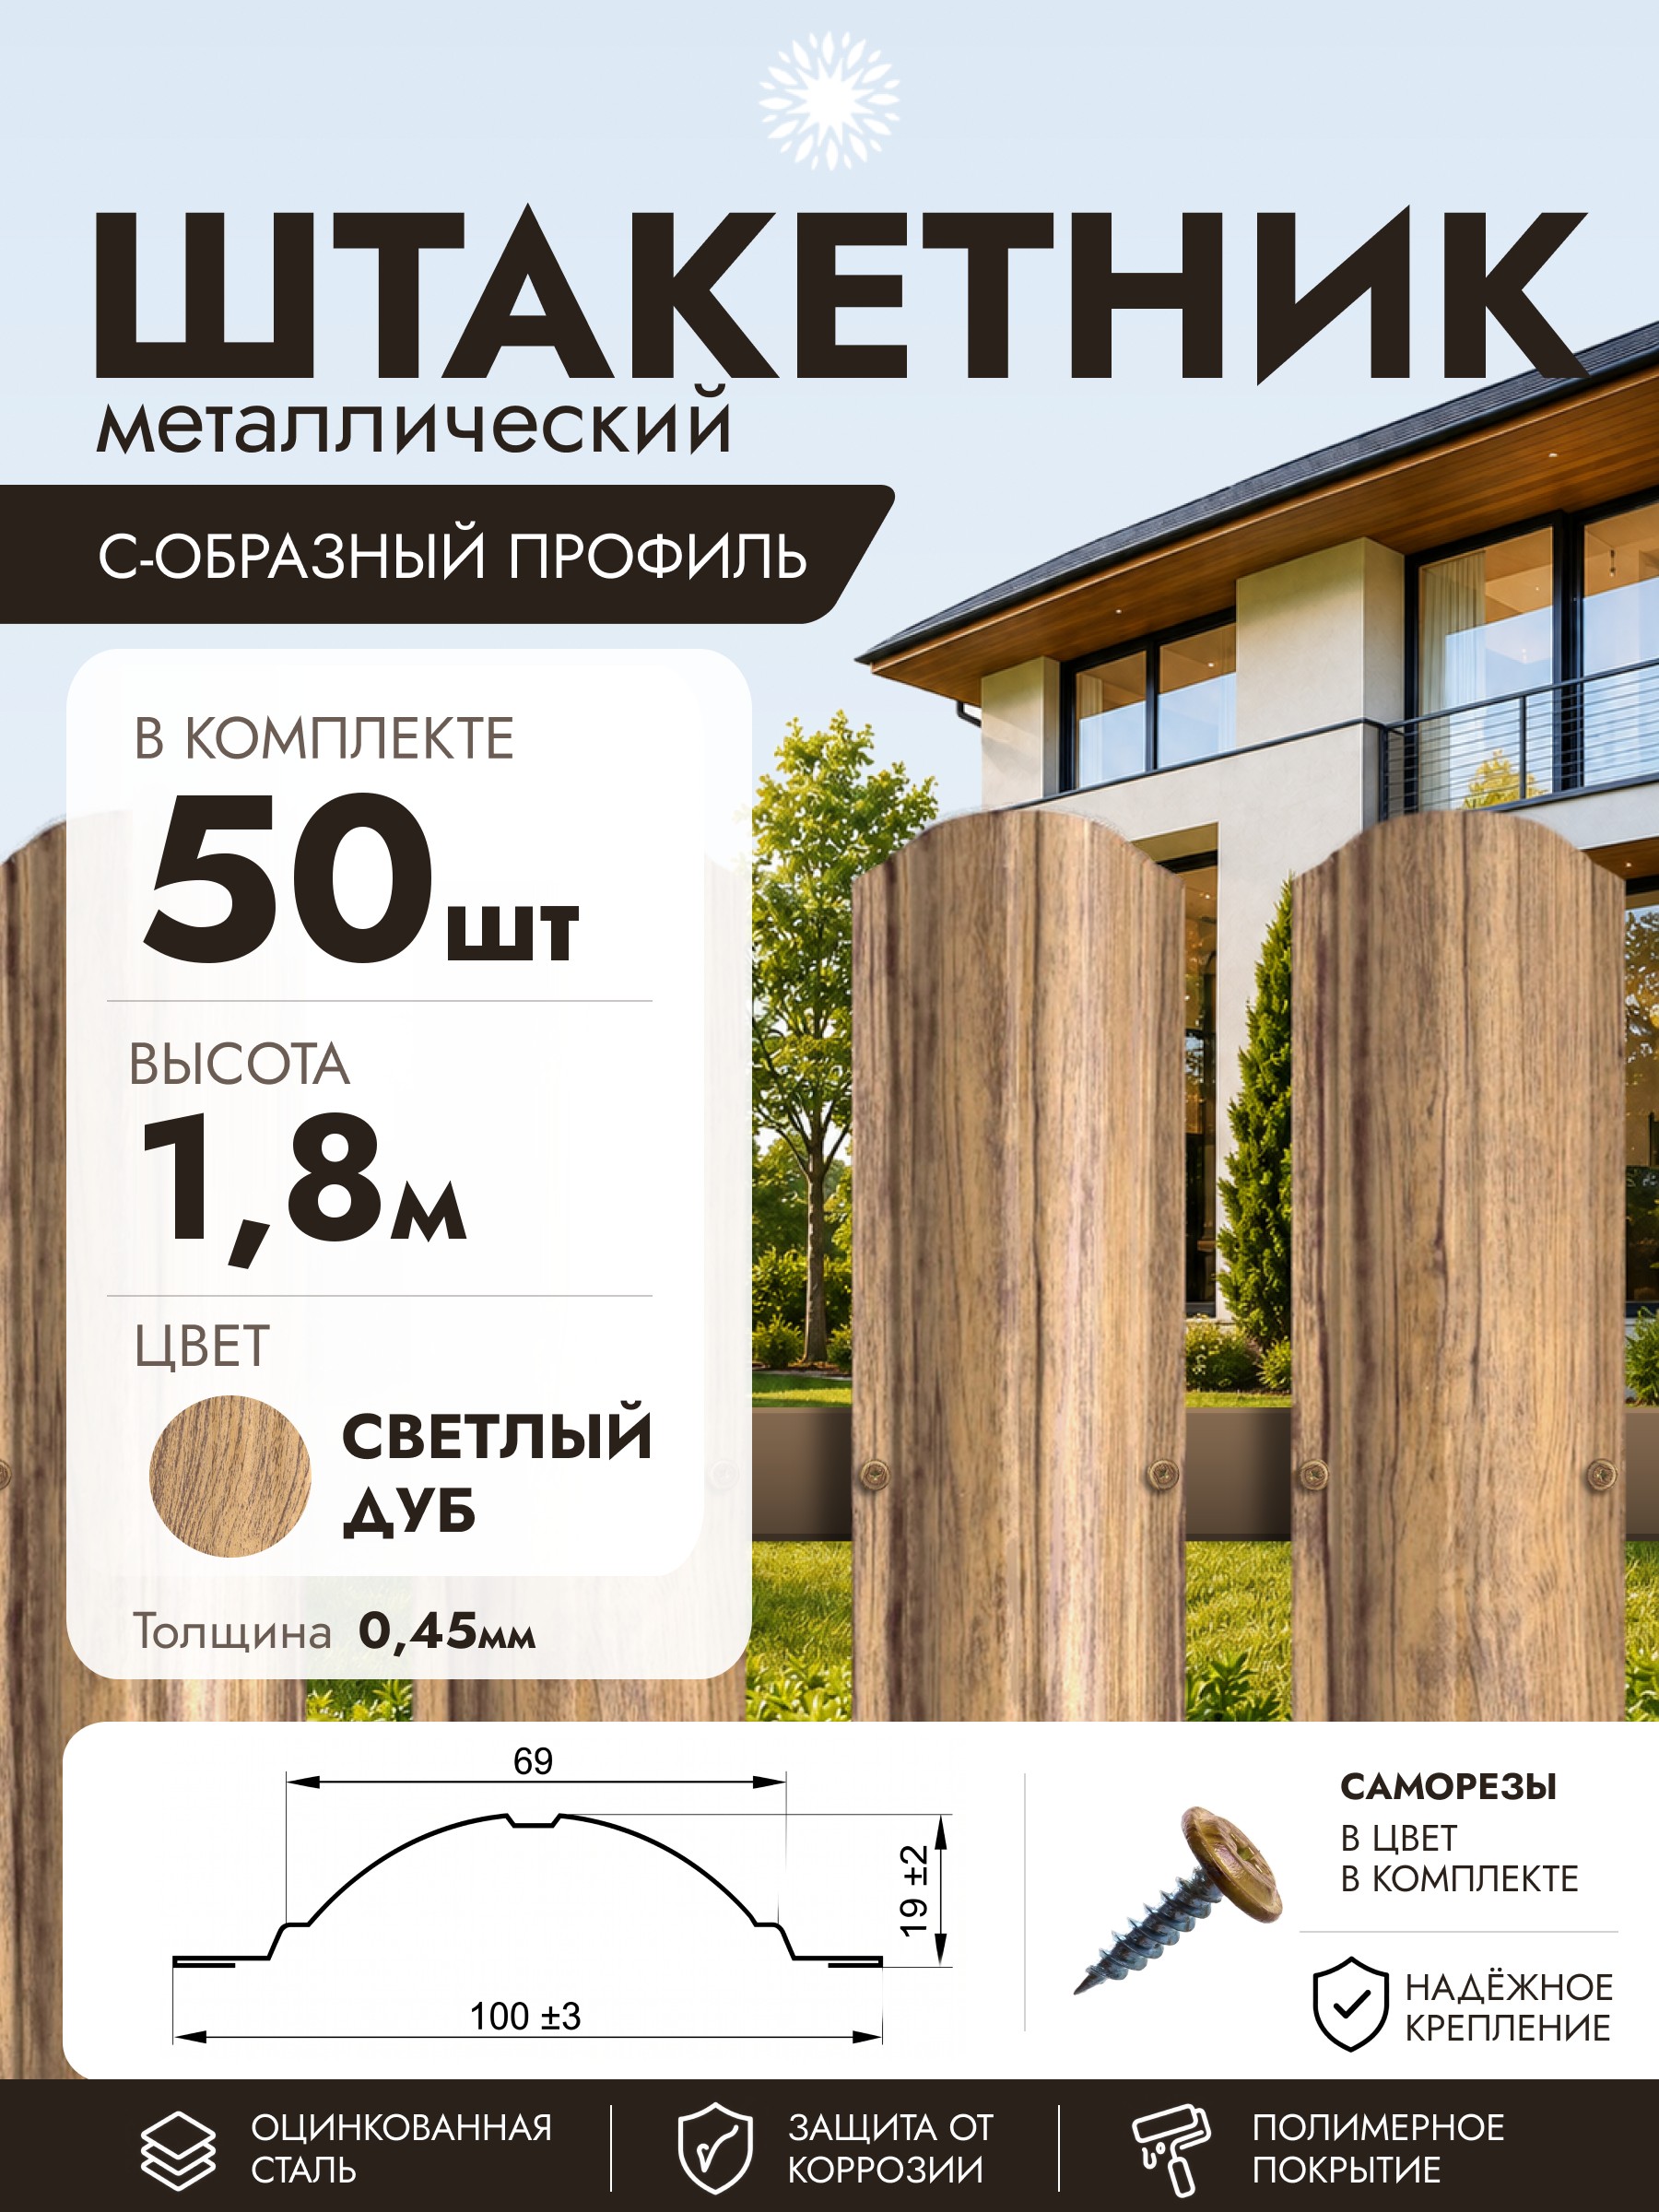 ШТАКЕТНИК
металлический
С-ОБРАЗНЫЙ ПРОФИЛЬ
В КОМПЛЕКТЕ
50шт
ВЫСОТА
1,8м
ЦВЕТ
СВЕТЛЫЙ
ДУБ
Толщина 0,45мм
69
19 ±2
100 ±3
САМОРЕЗЫ
В ЦВЕТ
В КОМПЛЕКТЕ
НАДЁЖНОЕ
КРЕПЛЕНИЕ
ОЦИНКОВАННАЯ
СТАЛЬ
ЗАЩИТА ОТ
КОРРОЗИИ
ПОЛИМЕРНОЕ
ПОКРЫТИЕ